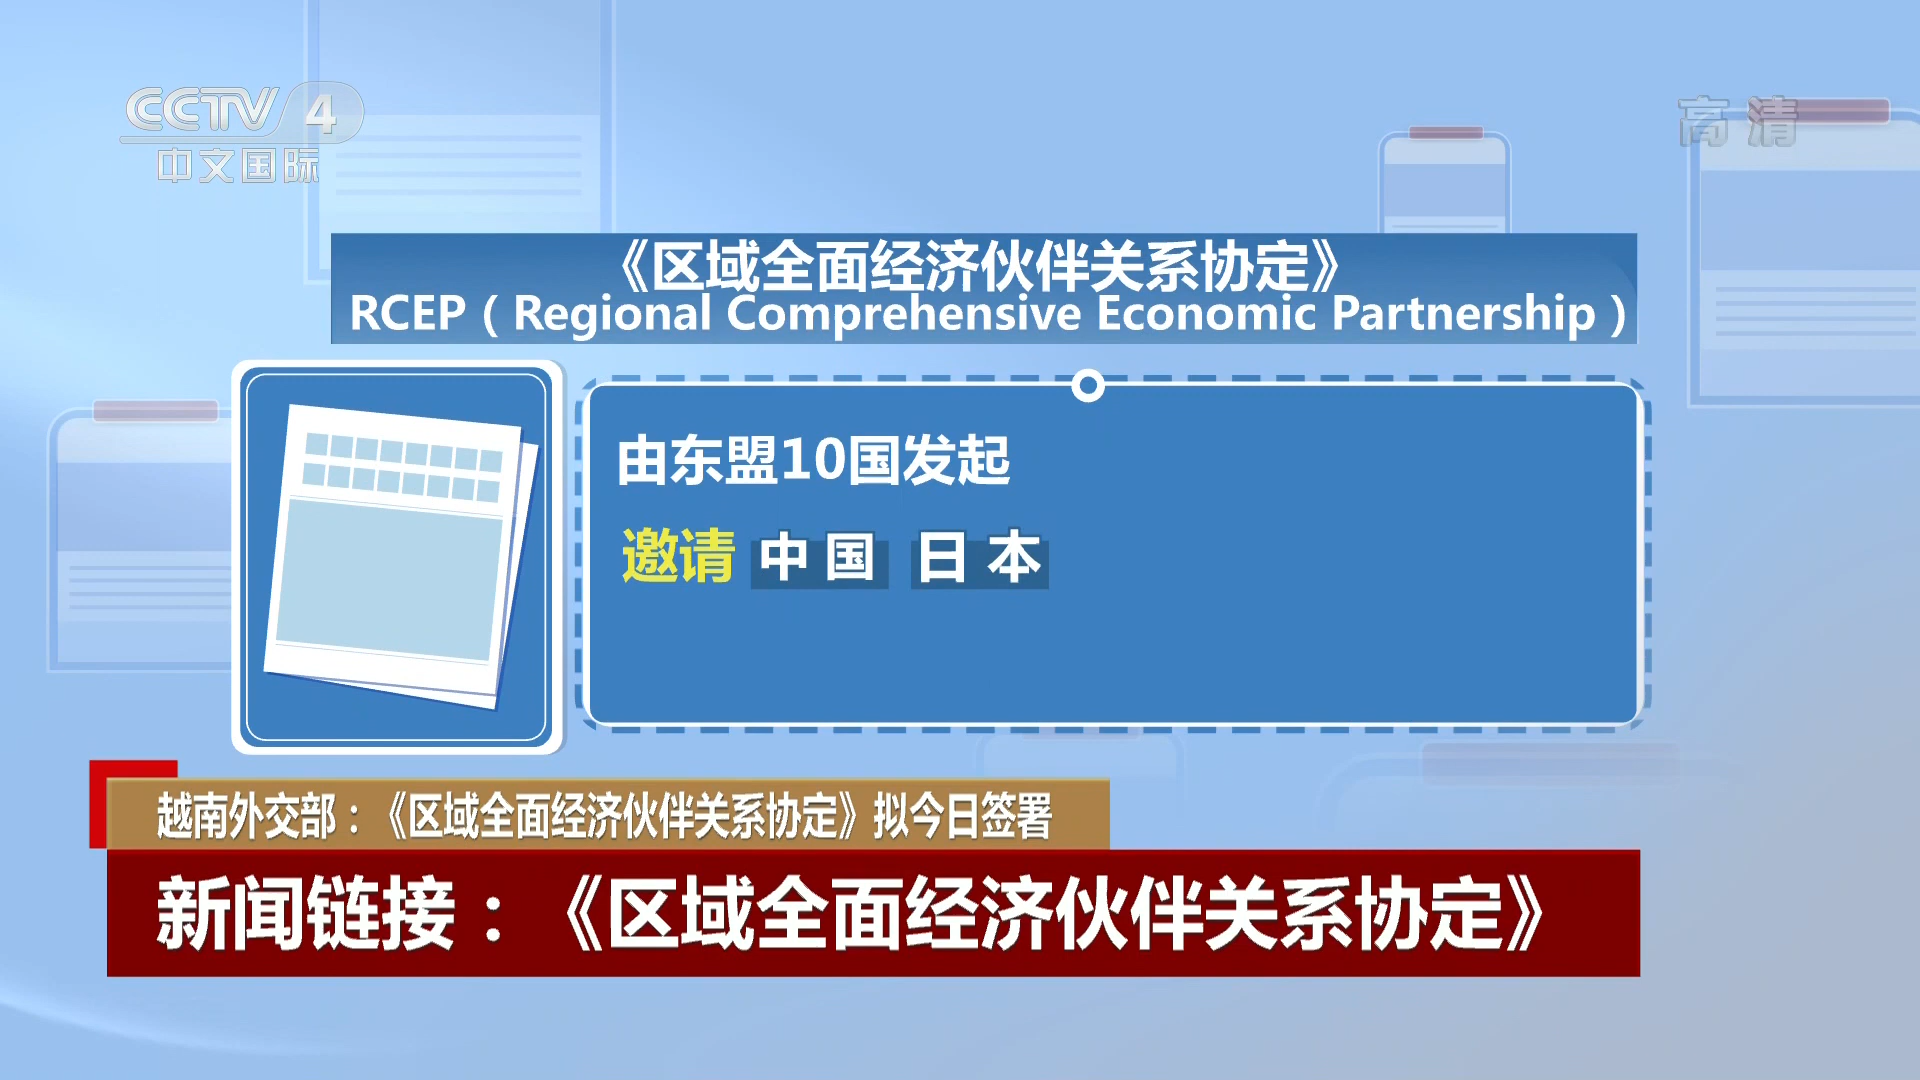 CCTV 4
中文国际
高清
《区域全面经济伙伴关系协定》
RCEP（Regional Comprehensive Economic Partnership）
由东盟10国发起
邀请 中国 日本
越南外交部：《区域全面经济伙伴关系协定》拟今日签署
新闻链接：《区域全面经济伙伴关系协定》